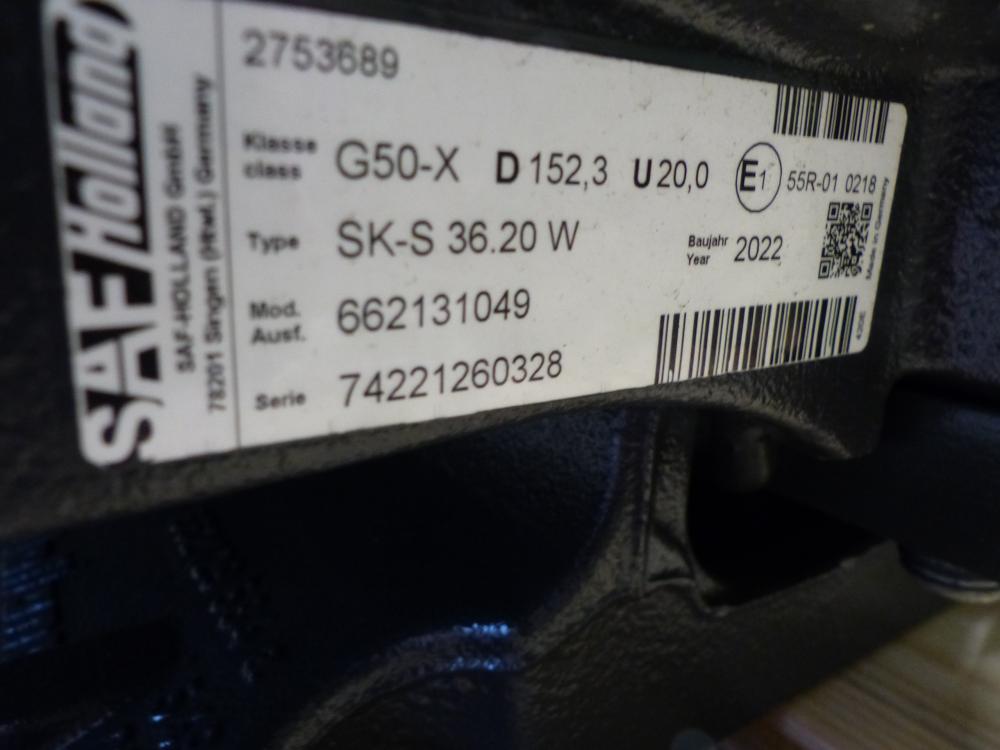 SAF Holland
SAF-HOLLAND GmbH
78201 Singen (Htwl.) Germany
2753689
Klasse
class
G50-X D 152,3 U 20,0 E1 55R-01 0218
Type SK-S 36.20 W
Baujahr
Year
2022
Made in Germany
Mod.
Ausf.
662131049
Serie 74221260328